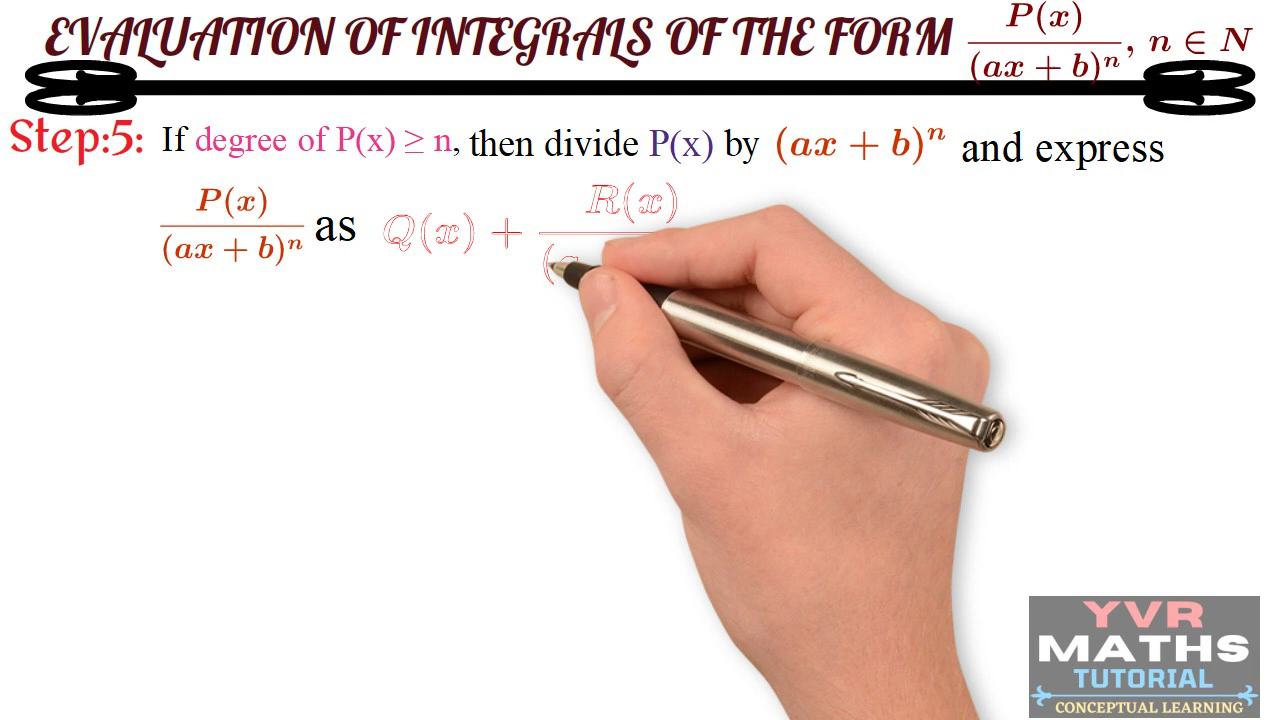 EVALUATION OF INTEGRALS OF THE FORM P(x)/(ax + b)ⁿ, n ∈ N
Step:5: If degree of P(x) ≥ n, then divide P(x) by (ax + b)ⁿ and express
P(x)/(ax + b)ⁿ as Q(x) + R(x)/(
YVR
MATHS
TUTORIAL
CONCEPTUAL LEARNING